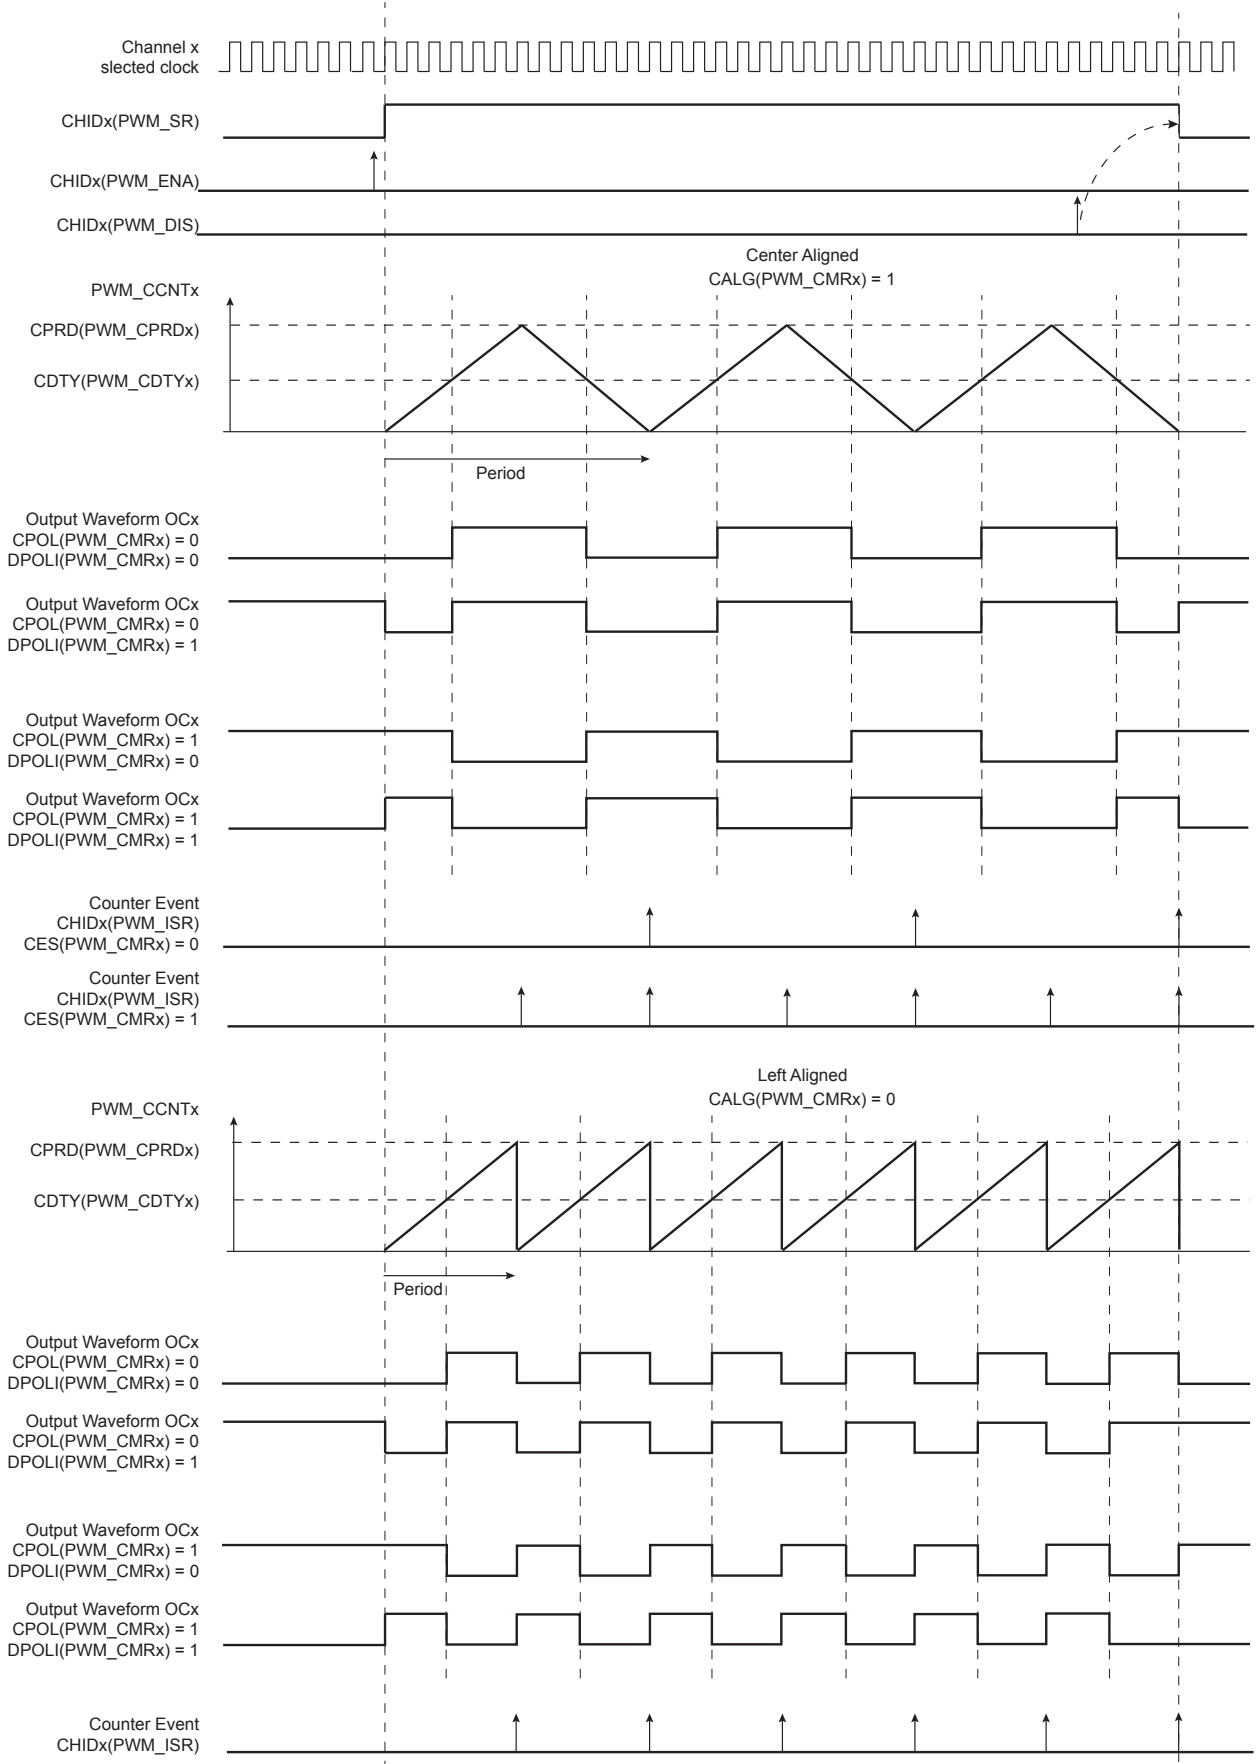 Channel x
slected clock
CHIDx(PWM_SR)
CHIDx(PWM_ENA)
CHIDx(PWM_DIS)
Center Aligned
CALG(PWM_CMRx) = 1
PWM_CCNTx
CPRD(PWM_CPRDx)
CDTY(PWM_CDTYx)
Period
Output Waveform OCx
CPOL(PWM_CMRx) = 0
DPOLI(PWM_CMRx) = 0
Output Waveform OCx
CPOL(PWM_CMRx) = 0
DPOLI(PWM_CMRx) = 1
Output Waveform OCx
CPOL(PWM_CMRx) = 1
DPOLI(PWM_CMRx) = 0
Output Waveform OCx
CPOL(PWM_CMRx) = 1
DPOLI(PWM_CMRx) = 1
Counter Event
CHIDx(PWM_ISR)
CES(PWM_CMRx) = 0
Counter Event
CHIDx(PWM_ISR)
CES(PWM_CMRx) = 1
Left Aligned
CALG(PWM_CMRx) = 0
PWM_CCNTx
CPRD(PWM_CPRDx)
CDTY(PWM_CDTYx)
Period
Output Waveform OCx
CPOL(PWM_CMRx) = 0
DPOLI(PWM_CMRx) = 0
Output Waveform OCx
CPOL(PWM_CMRx) = 0
DPOLI(PWM_CMRx) = 1
Output Waveform OCx
CPOL(PWM_CMRx) = 1
DPOLI(PWM_CMRx) = 0
Output Waveform OCx
CPOL(PWM_CMRx) = 1
DPOLI(PWM_CMRx) = 1
Counter Event
CHIDx(PWM_ISR)